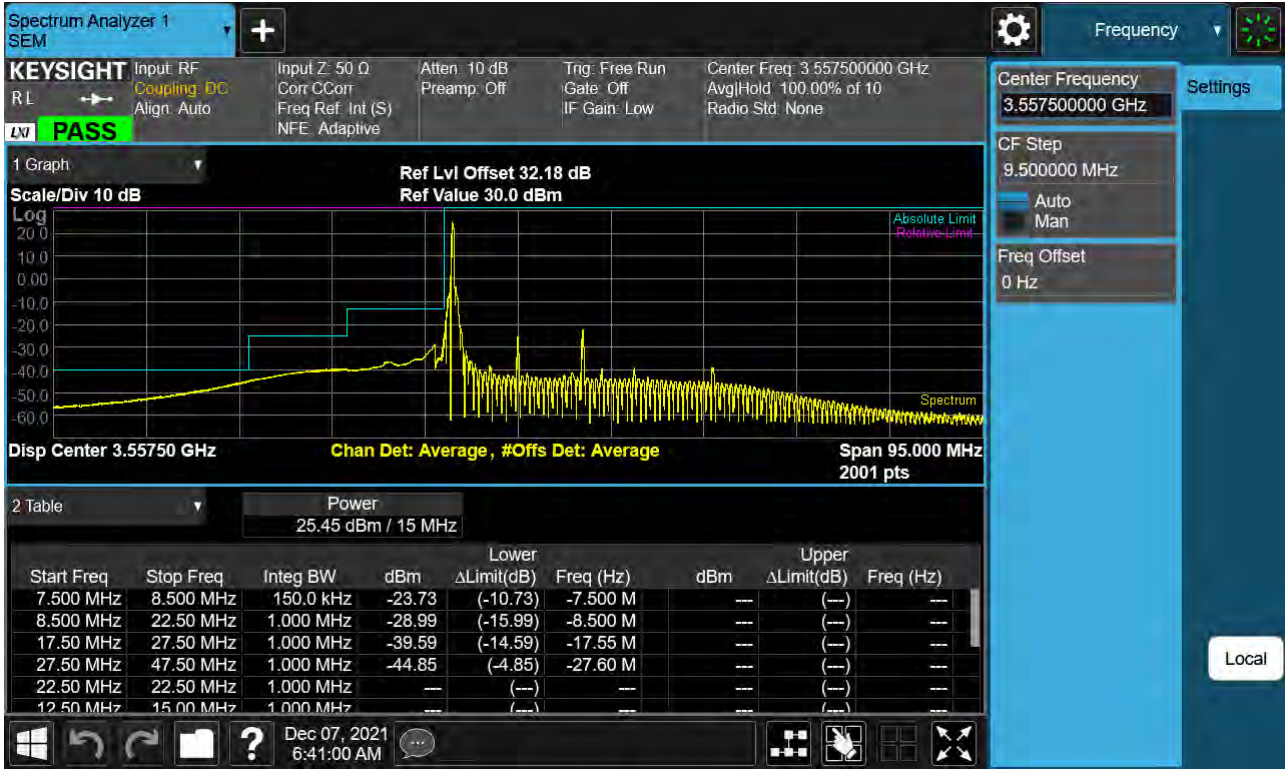 Spectrum Analyzer 1
SEM
Frequency
KEYSIGHT
R L
LXI PASS
Input: RF
Coupling: DC
Align: Auto
Input Z: 50 Ω
Corr CCorr
Freq Ref: Int (S)
NFE: Adaptive
Atten: 10 dB
Preamp: Off
Trig: Free Run
Gate: Off
IF Gain: Low
Center Freq: 3.557500000 GHz
Avg|Hold: 100.00% of 10
Radio Std: None
Center Frequency
3.557500000 GHz
Settings
CF Step
9.500000 MHz
Auto
Man
Freq Offset
0 Hz
Local
1 Graph
Scale/Div 10 dB
Ref Lvl Offset 32.18 dB
Ref Value 30.0 dBm
Log
20.0
10.0
0.00
-10.0
-20.0
-30.0
-40.0
-50.0
-60.0
Absolute Limit
Relative Limit
Spectrum
Disp Center 3.55750 GHz
Chan Det: Average, #Offs Det: Average
Span 95.000 MHz
2001 pts
2 Table
Power
25.45 dBm / 15 MHz
Lower Upper
Start Freq Stop Freq Integ BW dBm ΔLimit(dB) Freq (Hz) dBm ΔLimit(dB) Freq (Hz)
7.500 MHz 8.500 MHz 150.0 kHz -23.73 (-10.73) -7.500 M --- (---) ---
8.500 MHz 22.50 MHz 1.000 MHz -28.99 (-15.99) -8.500 M --- (---) ---
17.50 MHz 27.50 MHz 1.000 MHz -39.59 (-14.59) -17.55 M --- (---) ---
27.50 MHz 47.50 MHz 1.000 MHz -44.85 (-4.85) -27.60 M --- (---) ---
22.50 MHz 22.50 MHz 1.000 MHz --- (---) --- --- (---) ---
12.50 MHz 15.00 MHz 1.000 MHz --- (---) --- --- (---) ---
Dec 07, 2021
6:41:00 AM